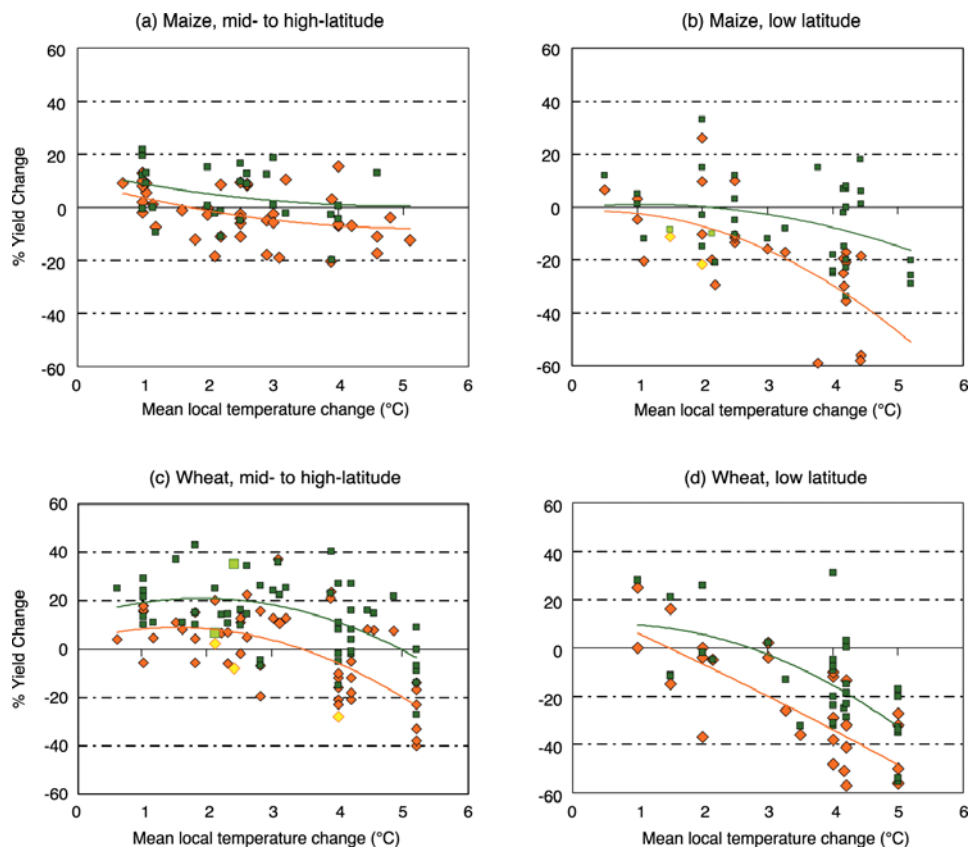 (a) Maize, mid- to high-latitude
(b) Maize, low latitude
% Yield Change
60
40
20
0
-20
-40
-60
0 1 2 3 4 5 6
Mean local temperature change (°C)
60
40
20
0
-20
-40
-60
0 1 2 3 4 5 6
Mean local temperature change (°C)
(c) Wheat, mid- to high-latitude
(d) Wheat, low latitude
% Yield Change
60
40
20
0
-20
-40
-60
0 1 2 3 4 5 6
Mean local temperature change (°C)
60
40
20
0
-20
-40
-60
0 1 2 3 4 5 6
Mean local temperature change (°C)